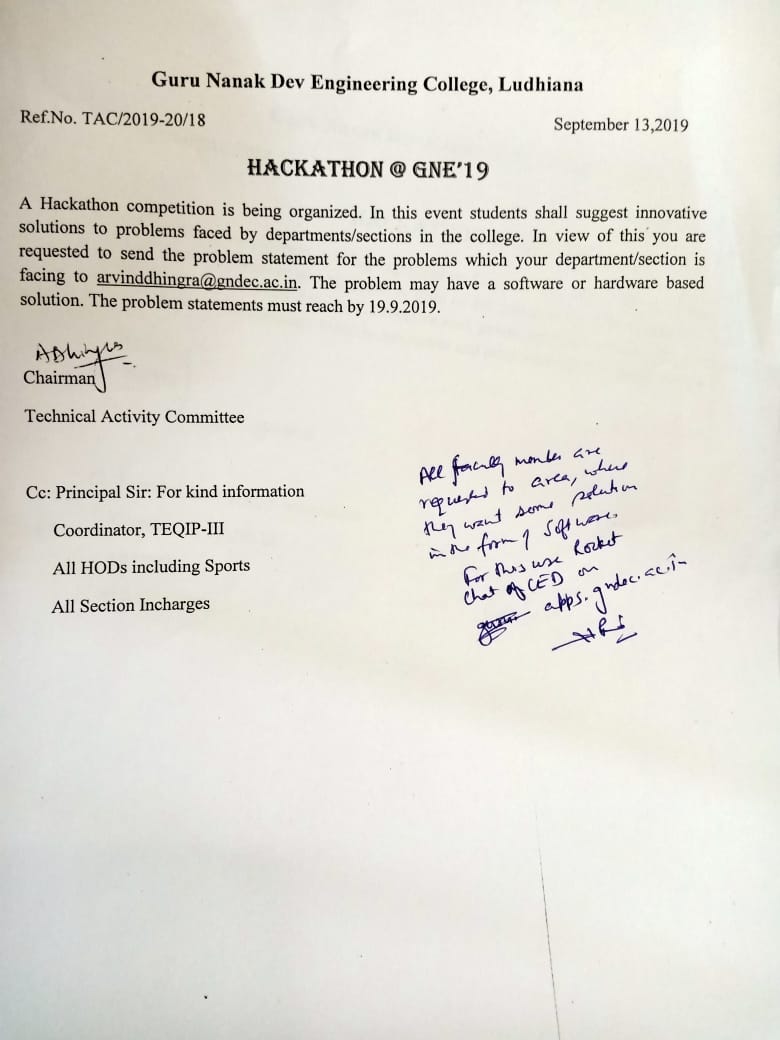 Guru Nanak Dev Engineering College, Ludhiana
Ref.No. TAC/2019-20/18
September 13,2019
HACKATHON @ GNE'19
A Hackathon competition is being organized. In this event students shall suggest innovative
solutions to problems faced by departments/sections in the college. In view of this you are
requested to send the problem statement for the problems which your department/section is
facing to arvinddhingra@gndec.ac.in. The problem may have a software or hardware based
solution. The problem statements must reach by 19.9.2019.
Chairman
Technical Activity Committee
Cc: Principal Sir: For kind information
Coordinator, TEQIP-III
All HODs including Sports
All Section Incharges
All faculty member are
requested to area, where
they want some solution
in the form of Software.
For this use Rocket
chat of CED on
apps.gndec.ac.in